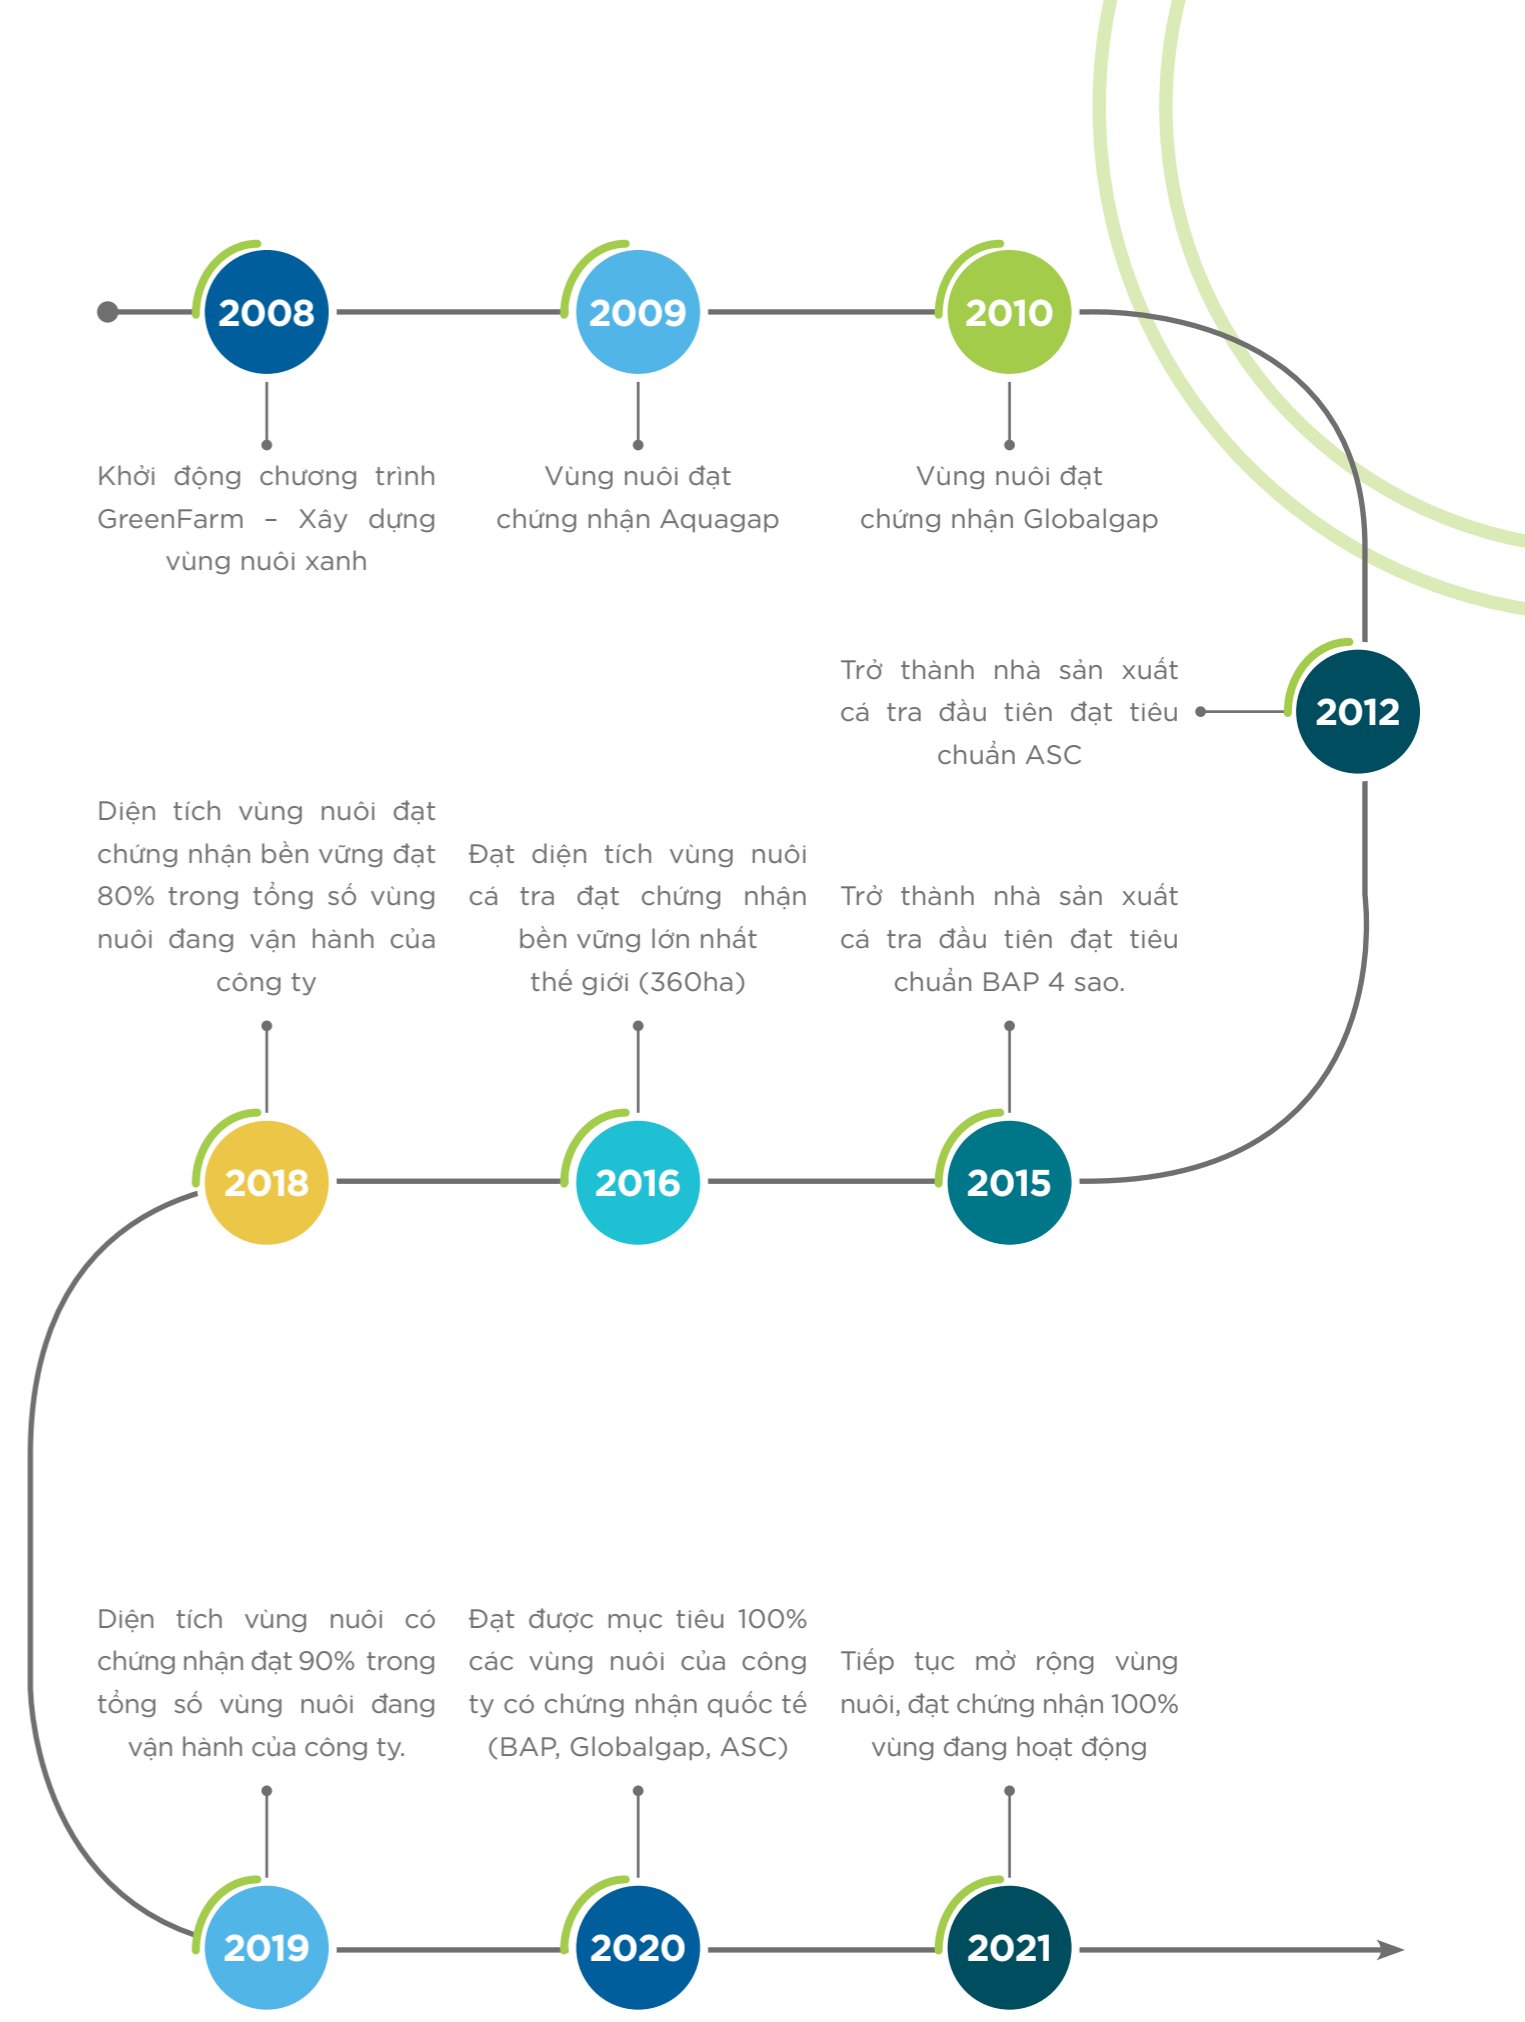 2008
Khởi động chương trình
GreenFarm – Xây dựng
vùng nuôi xanh
2009
Vùng nuôi đạt
chứng nhận Aquagap
2010
Vùng nuôi đạt
chứng nhận Globalgap
2012
Trở thành nhà sản xuất
cá tra đầu tiên đạt tiêu
chuẩn ASC
Trở thành nhà sản xuất
cá tra đầu tiên đạt tiêu
chuẩn BAP 4 sao.
2015
Đạt diện tích vùng nuôi
cá tra đạt chứng nhận
bền vững lớn nhất
thế giới (360ha)
2016
Diện tích vùng nuôi đạt
chứng nhận bền vững đạt
80% trong tổng số vùng
nuôi đang vận hành của
công ty
2018
Diện tích vùng nuôi có
chứng nhận đạt 90% trong
tổng số vùng nuôi đang
vận hành của công ty.
2019
Đạt được mục tiêu 100%
các vùng nuôi của công
ty có chứng nhận quốc tế
(BAP, Globalgap, ASC)
2020
Tiếp tục mở rộng vùng
nuôi, đạt chứng nhận 100%
vùng đang hoạt động
2021